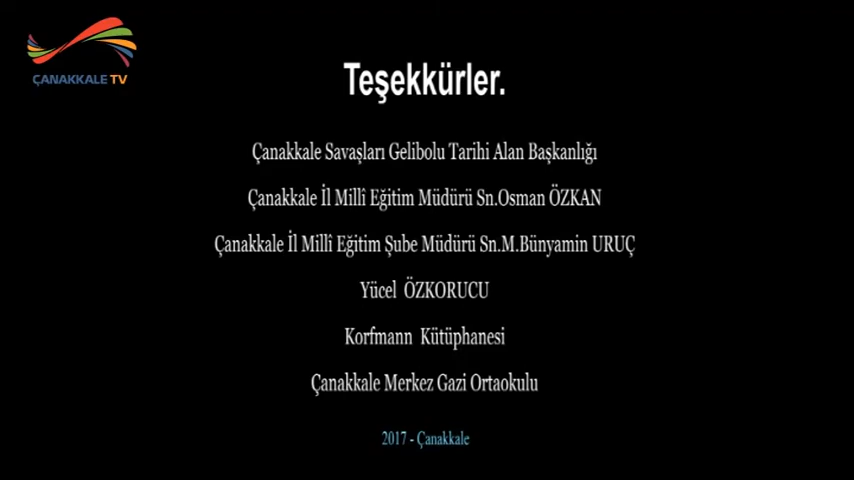 ÇANAKKALE TV
Teşekkürler.
Çanakkale Savaşları Gelibolu Tarihi Alan Başkanlığı
Çanakkale İl Millî Eğitim Müdürü Sn.Osman ÖZKAN
Çanakkale İl Millî Eğitim Şube Müdürü Sn.M.Bünyamin URUÇ
Yücel ÖZKORUCU
Korfmann Kütüphanesi
Çanakkale Merkez Gazi Ortaokulu
2017 - Çanakkale